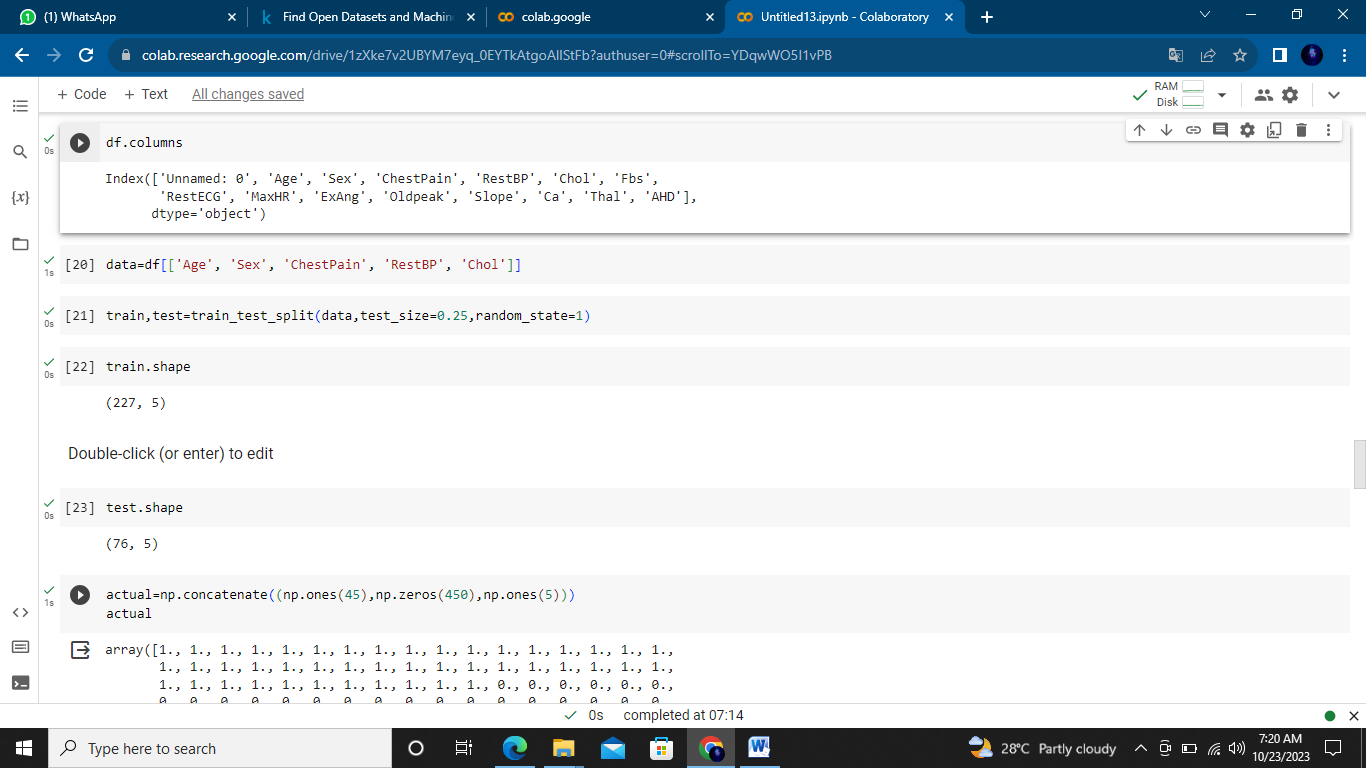 (1) WhatsApp
Find Open Datasets and Machin
colab.google
Untitled13.ipynb - Colaboratory
colab.research.google.com/drive/1zXke7v2UBYM7eyq_0EYTkAtgoAIIStFb?authuser=0#scrollTo=YDqwWO5I1vPB
+ Code + Text All changes saved
RAM
Disk
0s
df.columns
Index(['Unnamed: 0', 'Age', 'Sex', 'ChestPain', 'RestBP', 'Chol', 'Fbs',
'RestECG', 'MaxHR', 'ExAng', 'Oldpeak', 'Slope', 'Ca', 'Thal', 'AHD'],
dtype='object')
1s
[20] data=df[['Age', 'Sex', 'ChestPain', 'RestBP', 'Chol']]
0s
[21] train,test=train_test_split(data,test_size=0.25,random_state=1)
0s
[22] train.shape
(227, 5)
Double-click (or enter) to edit
0s
[23] test.shape
(76, 5)
1s
actual=np.concatenate((np.ones(45),np.zeros(450),np.ones(5)))
actual
array([1., 1., 1., 1., 1., 1., 1., 1., 1., 1., 1., 1., 1., 1., 1., 1., 1.,
1., 1., 1., 1., 1., 1., 1., 1., 1., 1., 1., 1., 1., 1., 1., 1., 1.,
1., 1., 1., 1., 1., 1., 1., 1., 1., 1., 1., 0., 0., 0., 0., 0., 0.,
0s completed at 07:14
Type here to search
28°C Partly cloudy
7:20 AM
10/23/2023